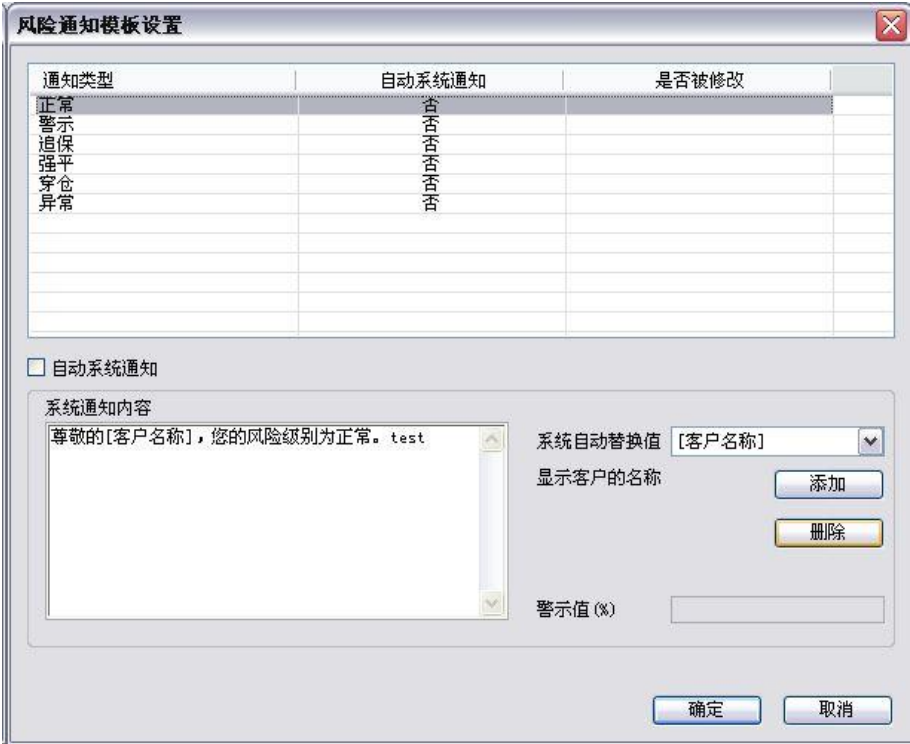 风险通知模板设置
通知类型 自动系统通知 是否被修改
正常 否
警示 否
追保 否
强平 否
穿仓 否
异常 否
自动系统通知
系统通知内容
尊敬的[客户名称],您的风险级别为正常。test
系统自动替换值 [客户名称]
显示客户的名称 添加
删除
警示值(%)
确定 取消